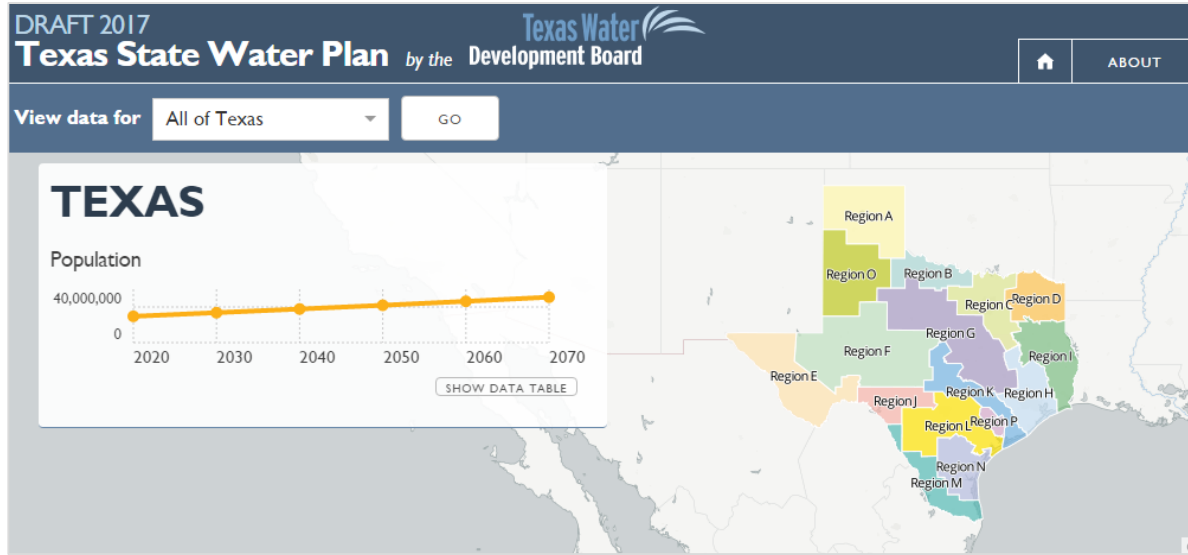 DRAFT 2017
Texas State Water Plan by the Texas Water Development Board
ABOUT
View data for All of Texas GO
TEXAS
Population
40,000,000
0
2020 2030 2040 2050 2060 2070
SHOW DATA TABLE
Region A
Region O
Region B
Region C
Region D
Region G
Region F
Region I
Region E
Region J
Region K
Region H
Region L
Region P
Region N
Region M